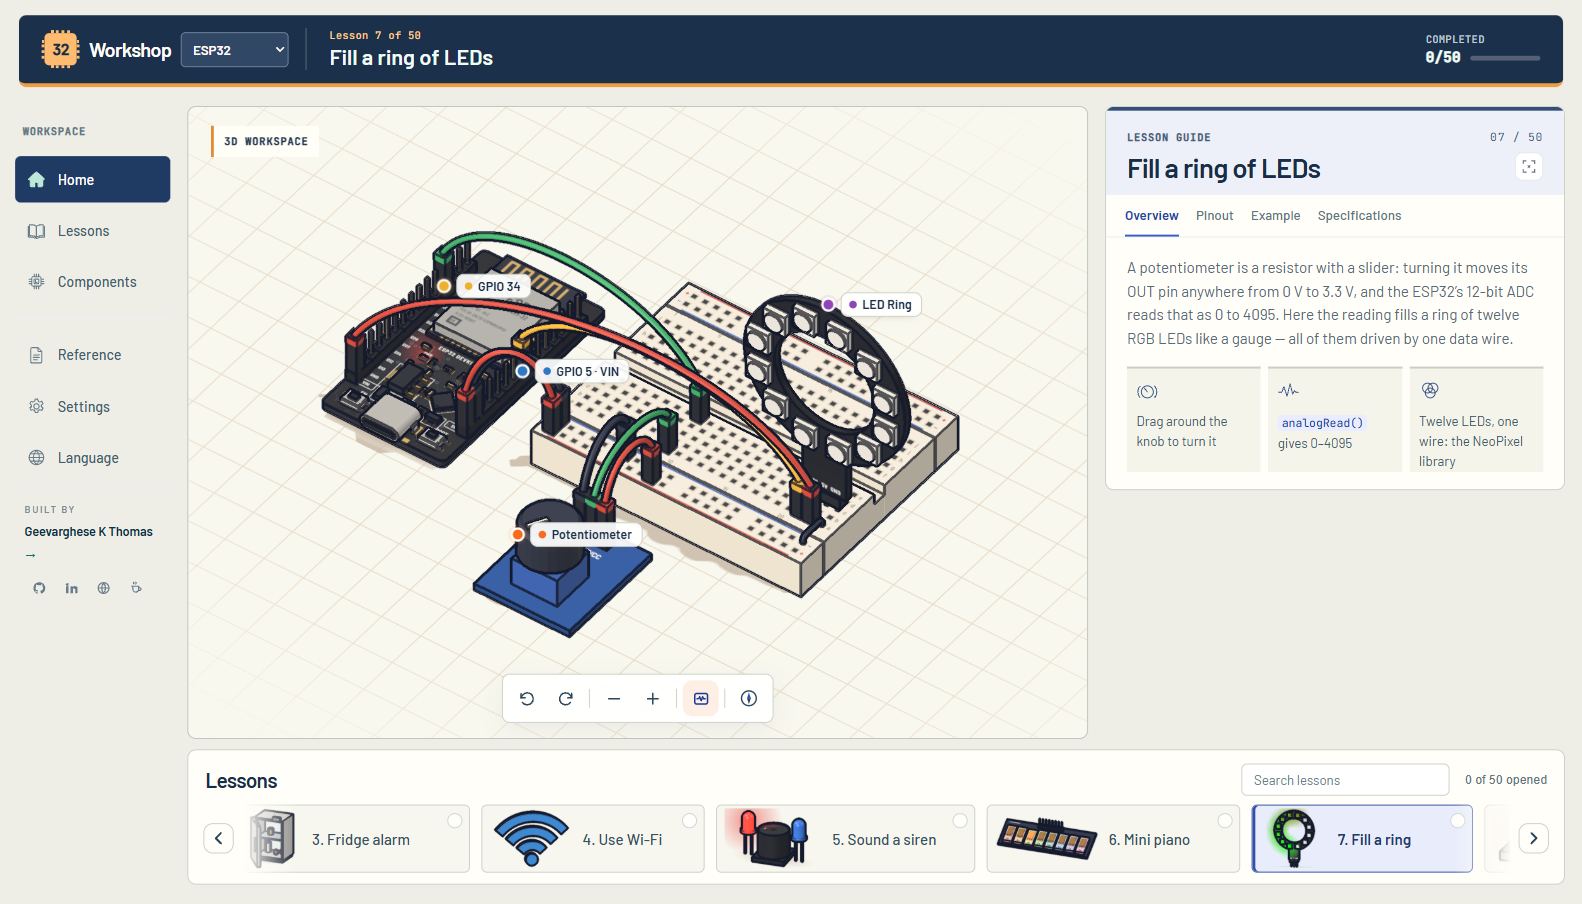 32
Workshop
ESP32
Lesson 7 of 50
Fill a ring of LEDs
COMPLETED
0/50
WORKSPACE
Home
Lessons
Components
Reference
Settings
Language
BUILT BY
Geevarghese K Thomas
→
3D WORKSPACE
GPIO 34
LED Ring
GPIO 5 · VIN
Potentiometer
LESSON GUIDE
07 / 50
Fill a ring of LEDs
Overview
Pinout
Example
Specifications
A potentiometer is a resistor with a slider: turning it moves its
OUT pin anywhere from 0 V to 3.3 V, and the ESP32's 12-bit ADC
reads that as 0 to 4095. Here the reading fills a ring of twelve
RGB LEDs like a gauge — all of them driven by one data wire.
Drag around the
knob to turn it
analogRead()
gives 0–4095
Twelve LEDs, one
wire: the NeoPixel
library
Lessons
Search lessons
0 of 50 opened
3. Fridge alarm
4. Use Wi-Fi
5. Sound a siren
6. Mini piano
7. Fill a ring